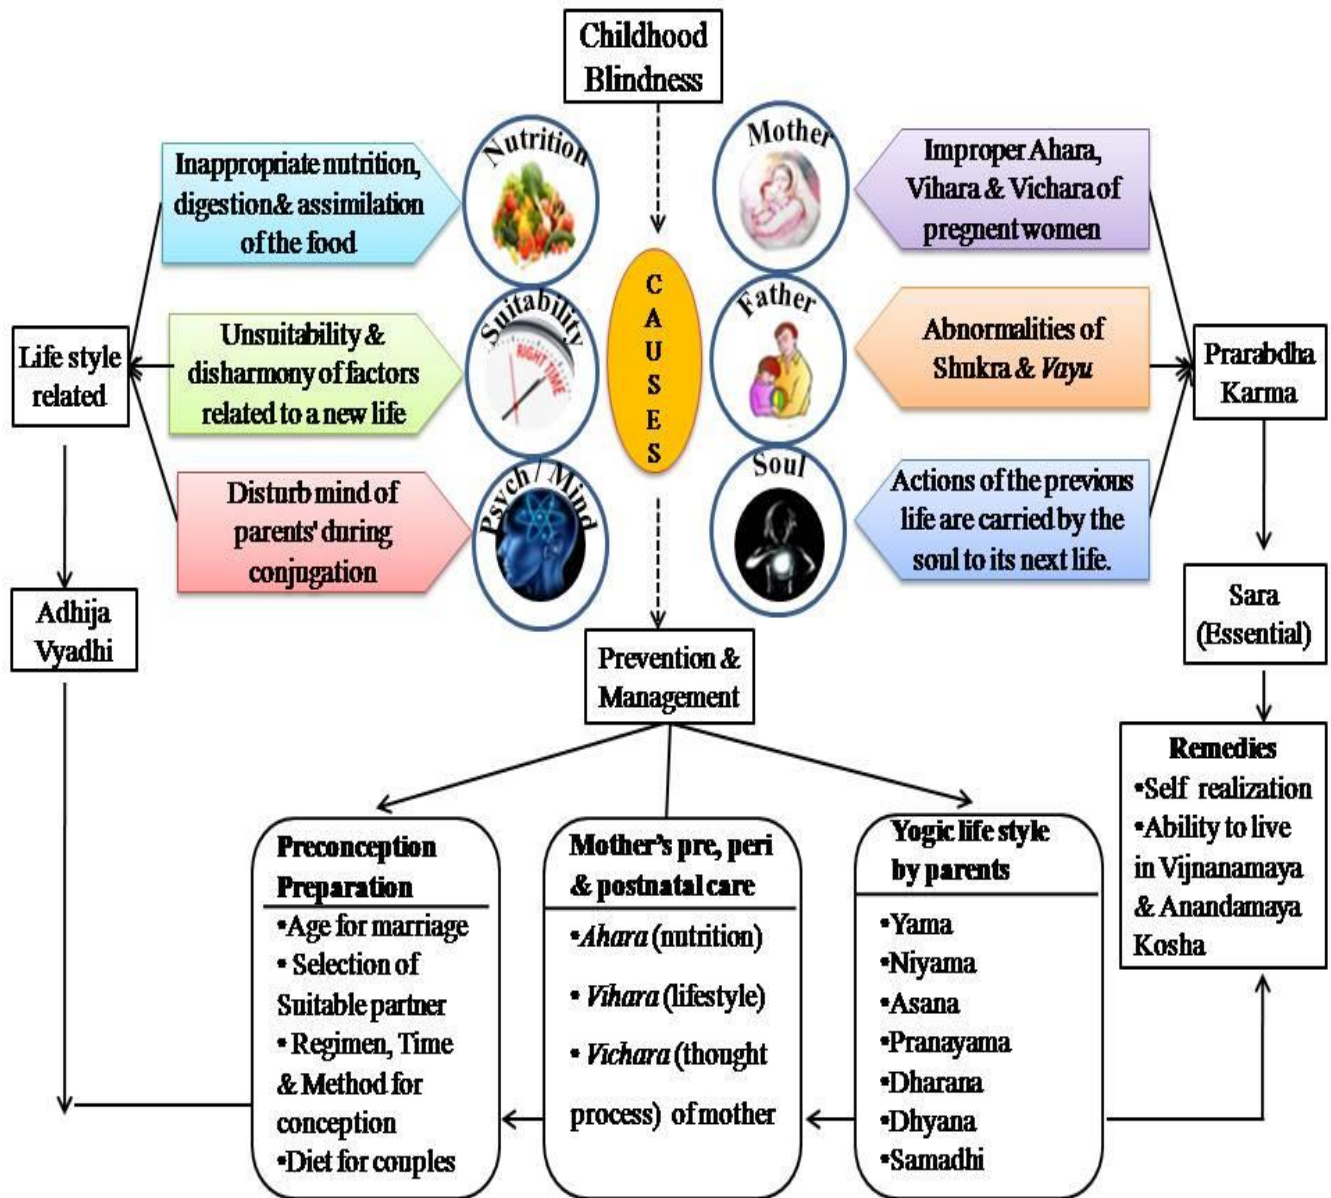 Childhood
Blindness
Nutrition
Inappropriate nutrition,
digestion & assimilation
of the food
Suitability
RIGHT TIME
Unsuitability &
disharmony of factors
related to a new life
Psych / Mind
Disturb mind of
parents' during
conjugation
Life style
related
Adhija
Vyadhi
CAUSES
Mother
Improper Ahara,
Vihara & Vichara of
pregnent women
Father
Abnormalities of
Shukra & Vayu
Soul
Actions of the previous
life are carried by the
soul to its next life.
Prarabdha
Karma
Sara
(Essential)
Remedies
•Self realization
•Ability to live
in Vijnanamaya
& Anandamaya
Kosha
Prevention &
Management
Preconception
Preparation
•Age for marriage
• Selection of
Suitable partner
• Regimen, Time
& Method for
conception
•Diet for couples
Mother's pre, peri
& postnatal care
•Ahara (nutrition)
• Vihara (lifestyle)
• Vichara (thought
process) of mother
Yogic life style
by parents
•Yama
•Niyama
•Asana
•Pranayama
•Dharana
•Dhyana
•Samadhi